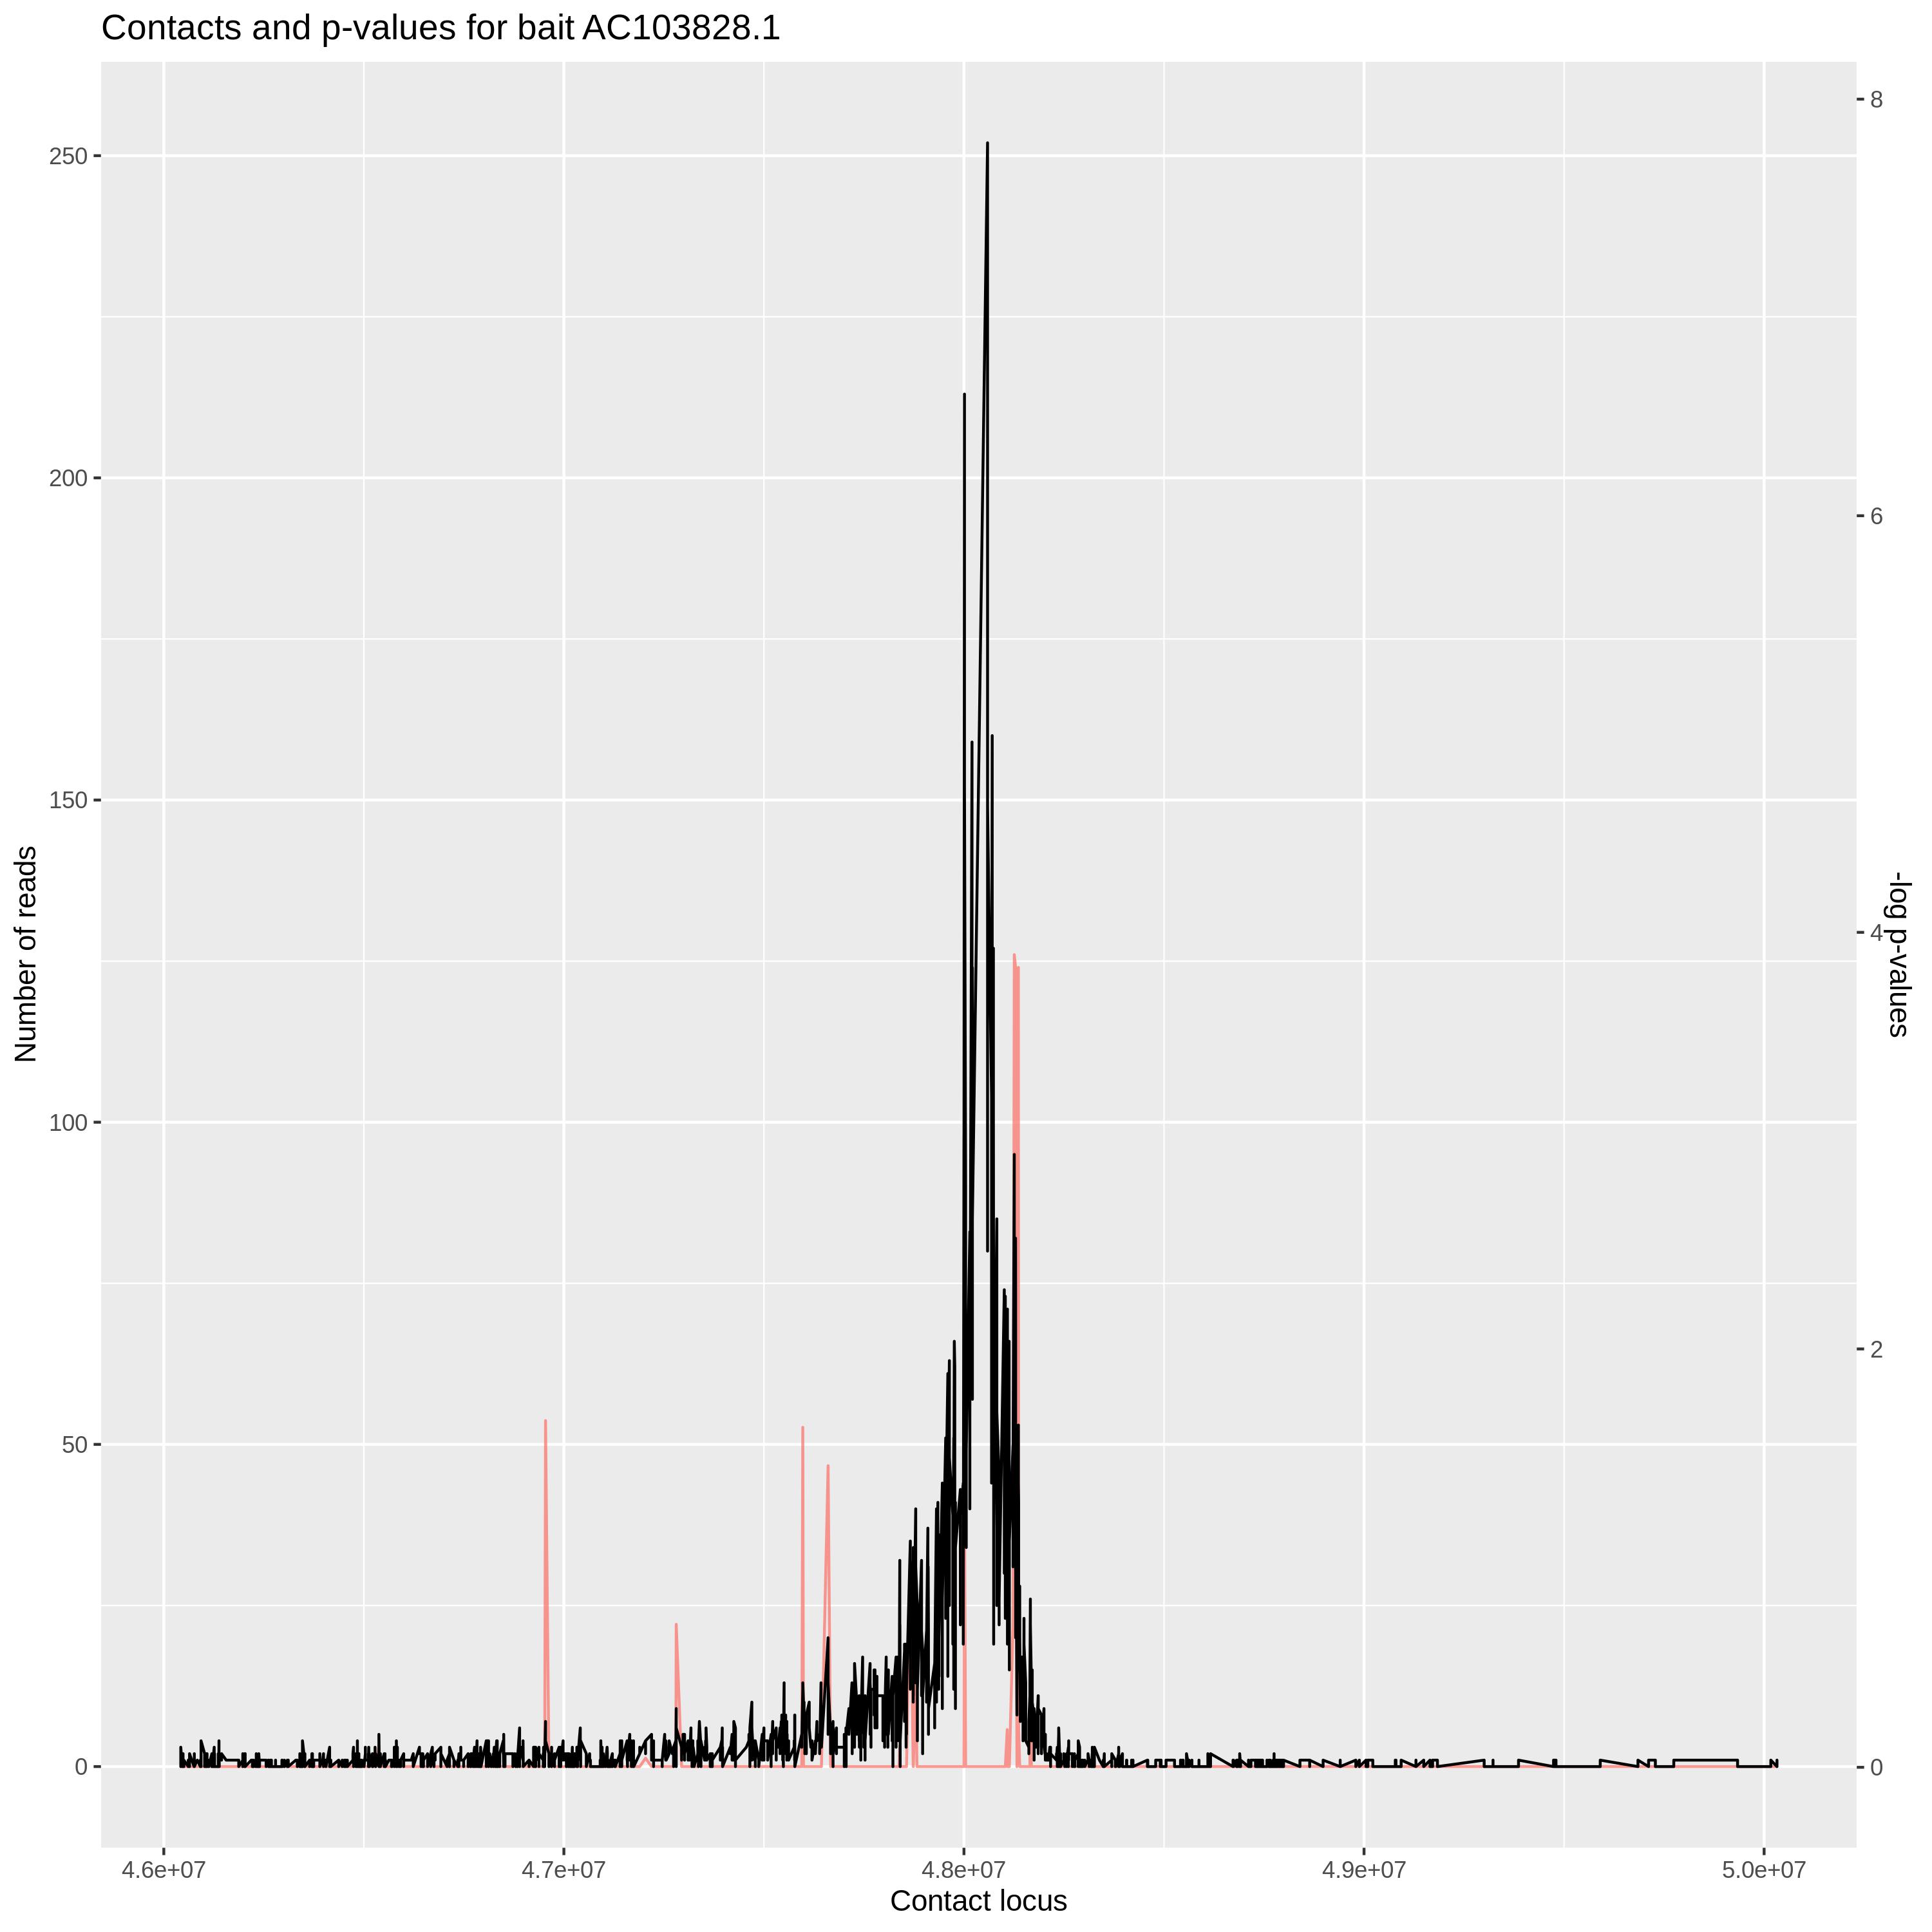 Contacts and p-values for bait AC103828.1
Number of reads
250
200
150
100
50
0
8
6
4
2
0
-log p-values
4.6e+07
4.7e+07
4.8e+07
4.9e+07
5.0e+07
Contact locus